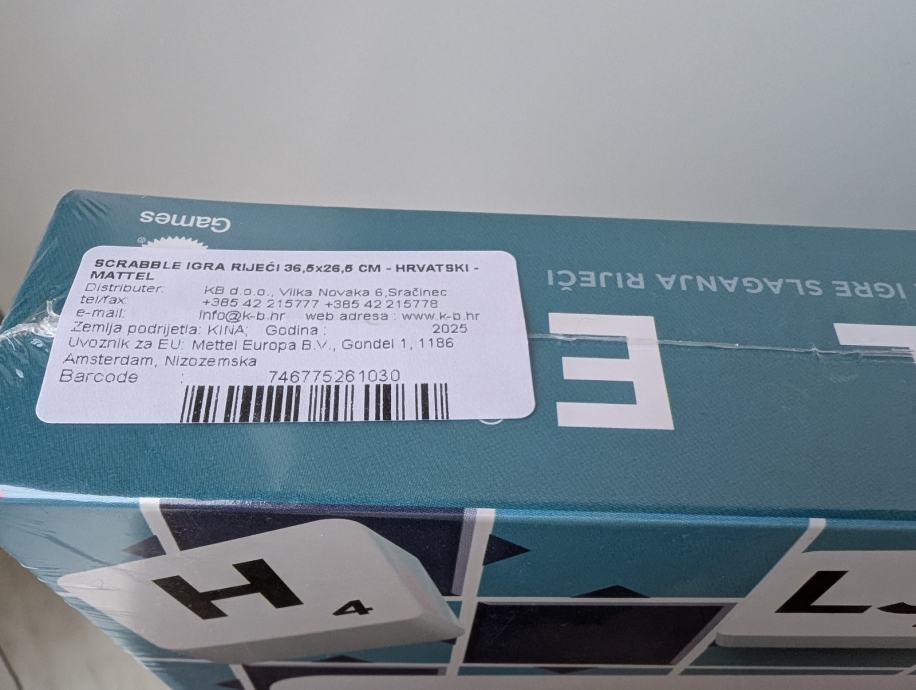 Games
SCRABBLE IGRA RIJEČI 36,5x26,5 CM - HRVATSKI -
MATTEL
Distributer: KB d.o.o., Vilka Novaka 6,Sračinec
tel/fax: +385 42 215777 +385 42 215778
e-mail: info@k-b.hr web adresa : www.k-b.hr
Zemlja podrijetla: KINA; Godina : 2025
Uvoznik za EU: Mettel Europa B.V., Gondel 1, 1186
Amsterdam, Nizozemska
Barcode : 746775261030
IGRE SLAGANJA RIJEČI
E
H 4